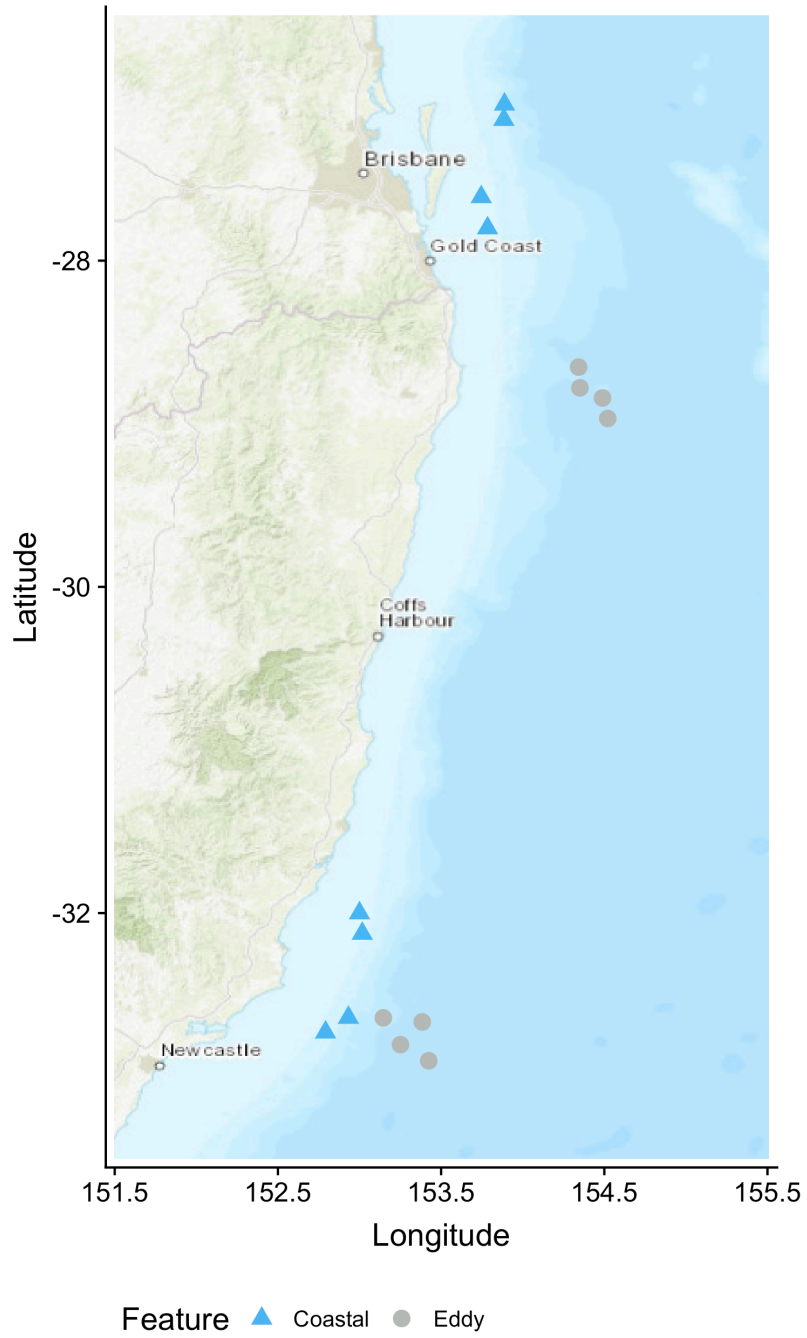 Brisbane
Gold Coast
-28
-30
Coffs
Harbour
Latitude
-32
Newcastle
151.5 152.5 153.5 154.5 155.5
Longitude
Feature Coastal Eddy